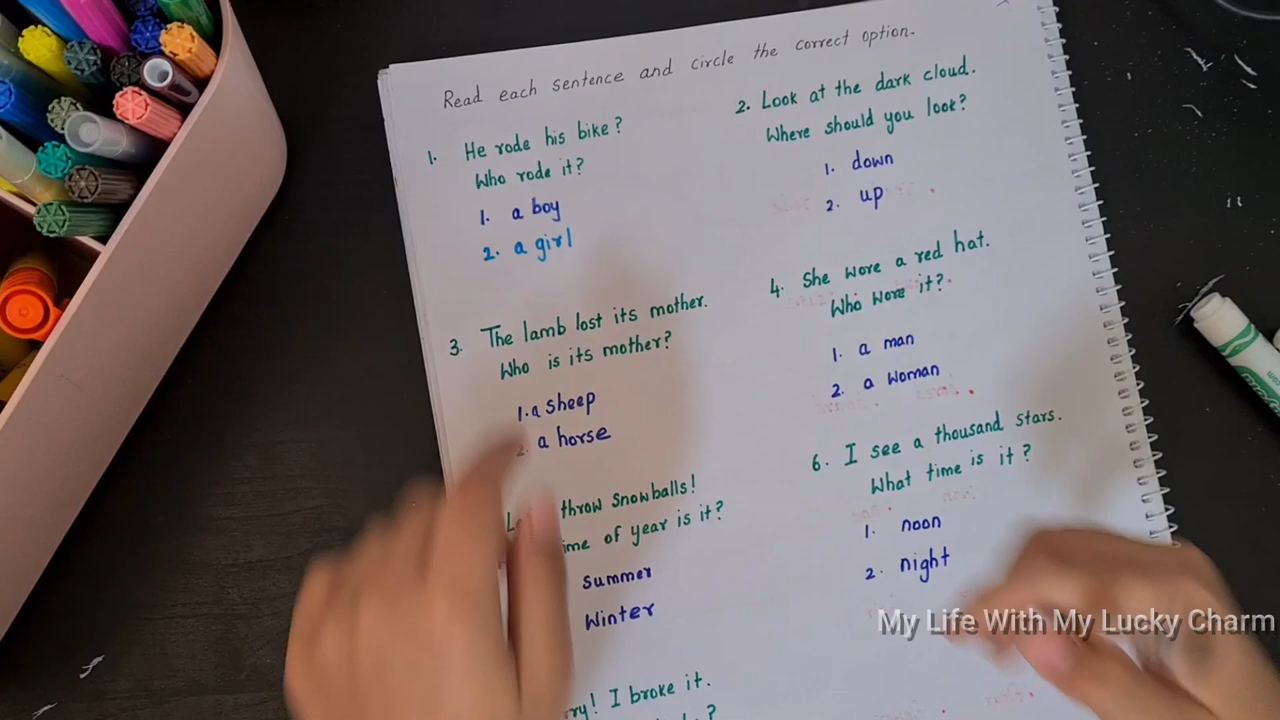 Read each sentence and circle the correct option.
1. He rode his bike?
Who rode it?
1. a boy
2. a girl
2. Look at the dark cloud.
Where should you look?
1. down
2. up
3. The lamb lost its mother.
Who is its mother?
1. a sheep
2. a horse
4. She wore a red hat.
Who wore it?
1. a man
2. a woman
throw snowballs!
of year is it?
Summer
Winter
6. I see a thousand stars.
What time is it?
1. noon
2. night
I broke it.
My Life With My Lucky Charm